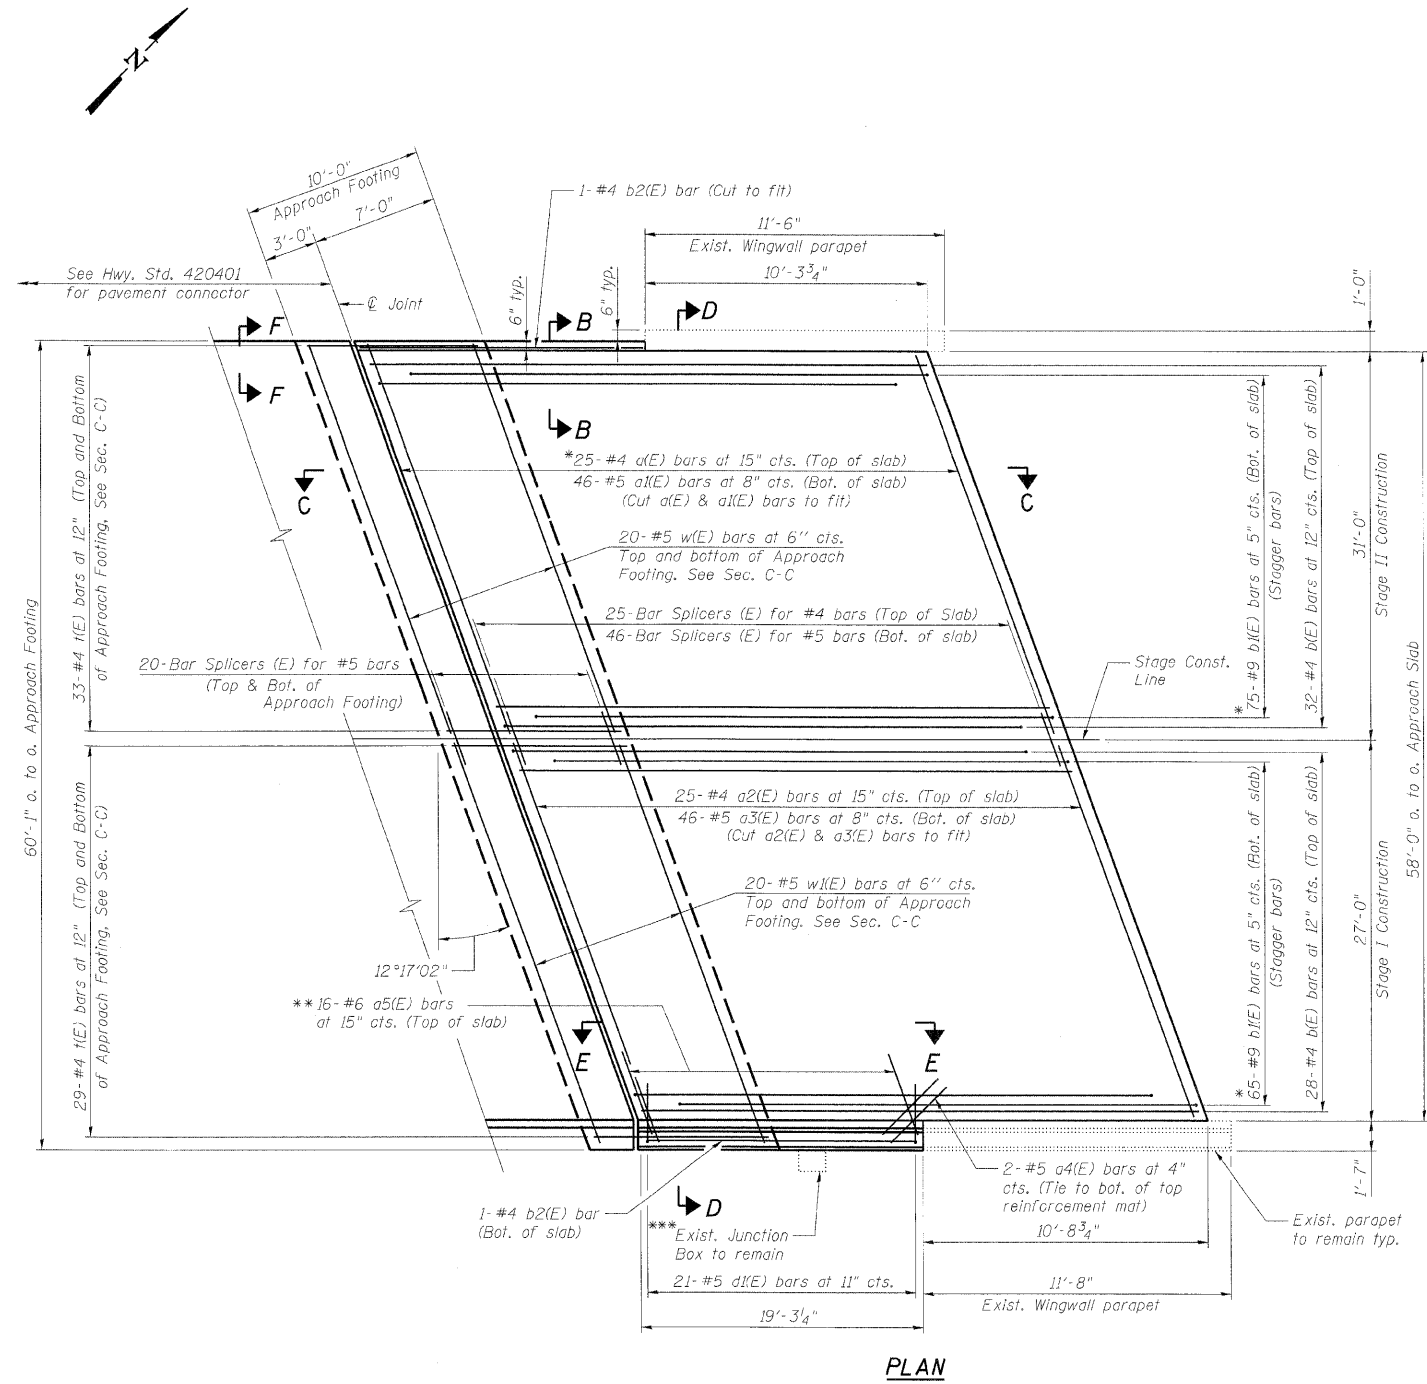 N
10'-0"
Approach Footing
3'-0"
7'-0"
1-#4 b2(E) bar (Cut to fit)
11'-6"
Exist. Wingwall parapet
10'-3¾"
See Hwy. Std. 420401
for pavement connector
℄ Joint
6" typ.
6" typ.
1'-0"
F
B
D
F
B
C
C
*25-#4 a(E) bars at 15" cts. (Top of slab)
46-#5 a1(E) bars at 8" cts. (Bot. of slab)
(Cut a(E) & a1(E) bars to fit)
20-#5 w(E) bars at 6" cts.
Top and bottom of Approach
Footing. See Sec. C-C
25-Bar Splicers (E) for #4 bars (Top of Slab)
46-Bar Splicers (E) for #5 bars (Bot. of slab)
20-Bar Splicers (E) for #5 bars
(Top & Bot. of
Approach Footing)
Stage Const.
Line
33-#4 t(E) bars at 12" (Top and Bottom
of Approach Footing, See Sec. C-C)
60'-1" o. to o. Approach Footing
29-#4 t(E) bars at 12" (Top and Bottom
of Approach Footing, See Sec. C-C)
*75-#9 b1(E) bars at 5" cts. (Bot. of slab)
(Stagger bars)
32-#4 b(E) bars at 12" cts. (Top of slab)
31'-0"
Stage II Construction
58'-0" o. to o. Approach Slab
25-#4 a2(E) bars at 15" cts. (Top of slab)
46-#5 a3(E) bars at 8" cts. (Bot. of slab)
(Cut a2(E) & a3(E) bars to fit)
20-#5 w1(E) bars at 6" cts.
Top and bottom of Approach
Footing. See Sec. C-C
*65-#9 b1(E) bars at 5" cts. (Bot. of slab)
(Stagger bars)
28-#4 b(E) bars at 12" cts. (Top of slab)
27'-0"
Stage I Construction
12°17'02"
**16-#6 a5(E) bars
at 15" cts. (Top of slab)
E
E
1'-7"
2-#5 a4(E) bars at 4"
cts. (Tie to bot. of top
reinforcement mat)
1-#4 b2(E) bar
(Bot. of slab)
D
***Exist. Junction
Box to remain
10'-8¾"
Exist. parapet
to remain typ.
21-#5 d1(E) bars at 11" cts.
11'-8"
Exist. Wingwall parapet
19'-3¼"
PLAN